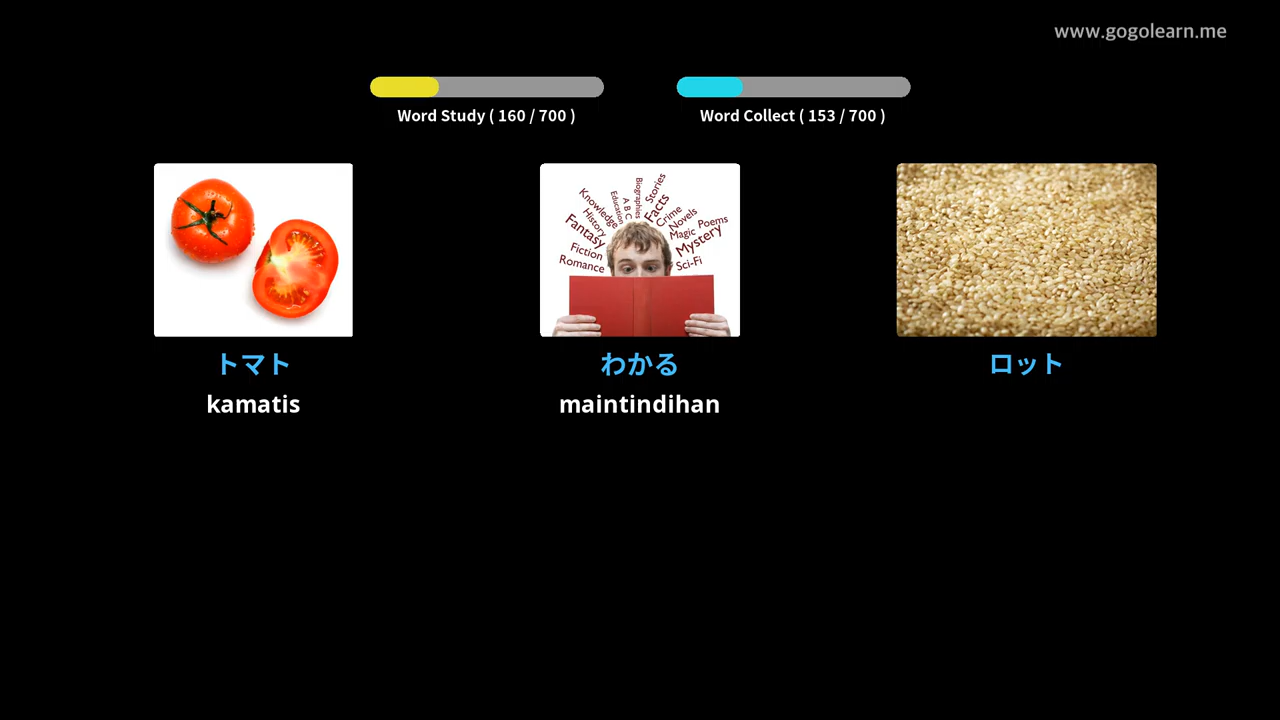 www.gogolearn.me
Word Study ( 160 / 700 )
Word Collect ( 153 / 700 )
Stories
Biographies
Facts
Knowledge
Education
A B C
Crime
History
Novels
Fantasy
Magic
Poems
Fiction
Mystery
Romance
Sci-Fi
トマト
わかる
ロット
kamatis
maintindihan